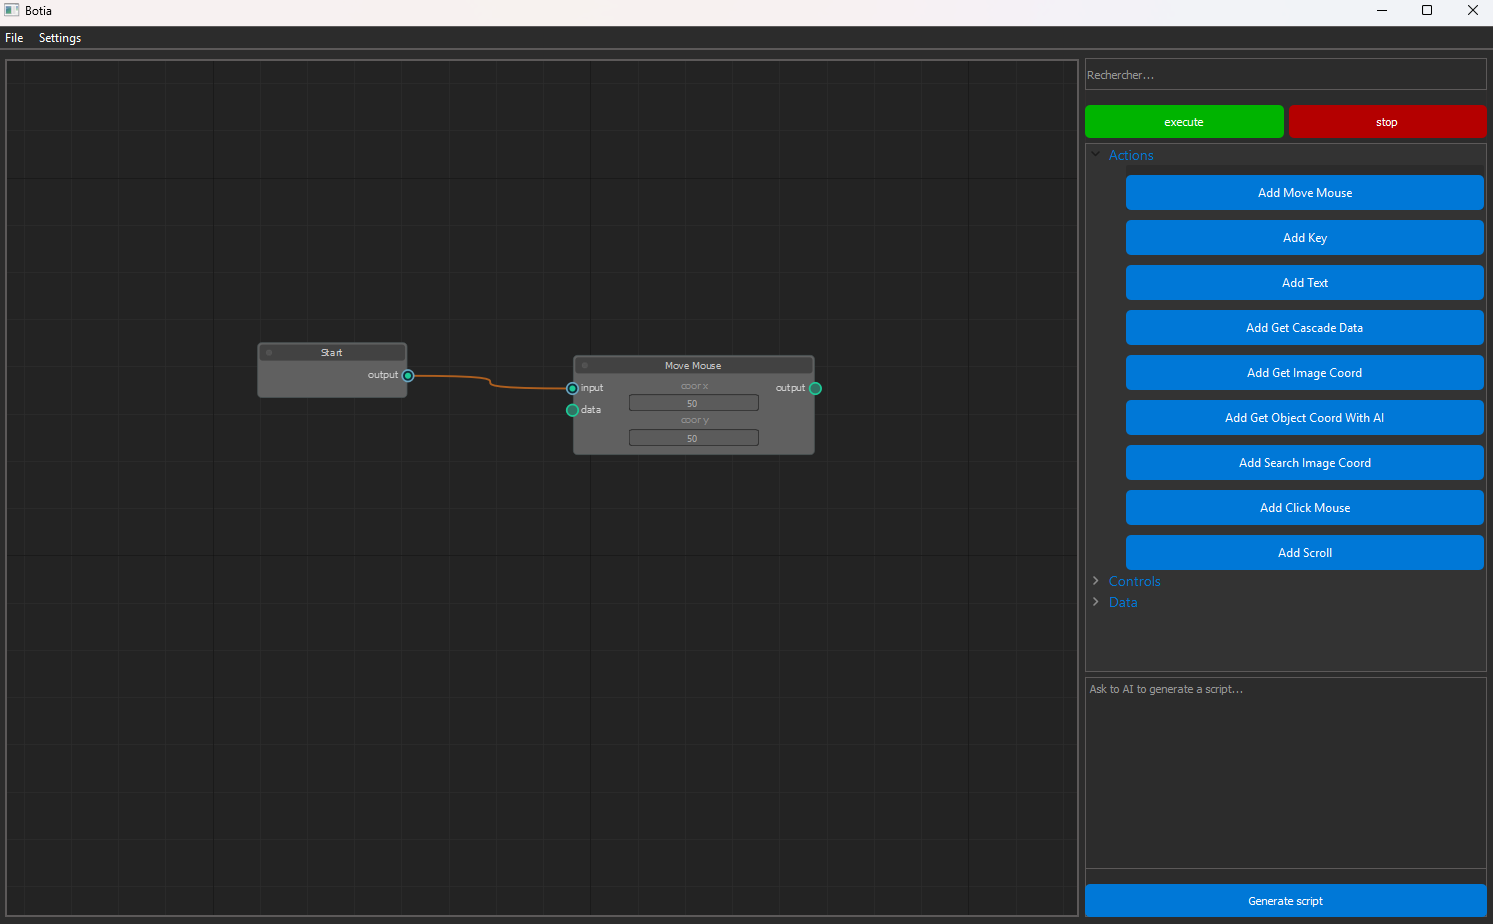 Botia
File Settings
Rechercher...
execute stop
Actions
Add Move Mouse
Add Key
Add Text
Add Get Cascade Data
Add Get Image Coord
Add Get Object Coord With AI
Add Search Image Coord
Add Click Mouse
Add Scroll
Controls
Data
Ask to AI to generate a script...
Generate script
Start
output
Move Mouse
input coor x output
50
data
coor y
50